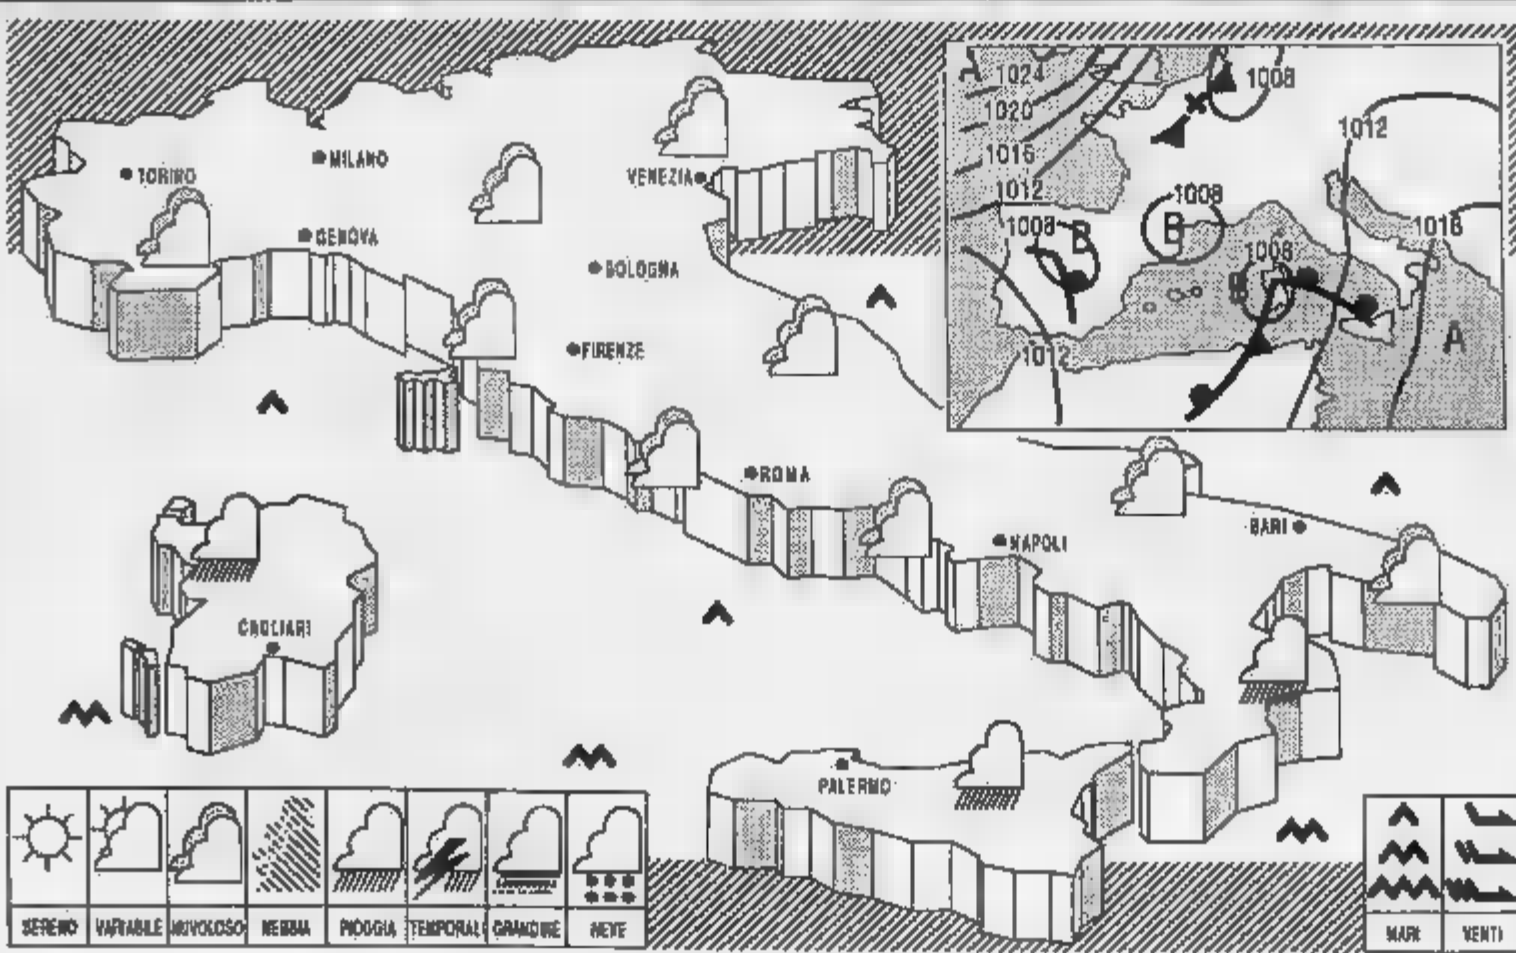 TORINO
MILANO
VENEZIA
GENOVA
BOLOGNA
FIRENZE
ROMA
NAPOLI
BARI
CAGLIARI
PALERMO
1024
1020
1016
1012
1008
1008
1012
1008
B
1008
B
1008
1016
1012
A
SERENO VARIABILE NUVOLOSO NEBBIA PIOGGIA TEMPORALI GRANDINE NEVE
MARI VENTI